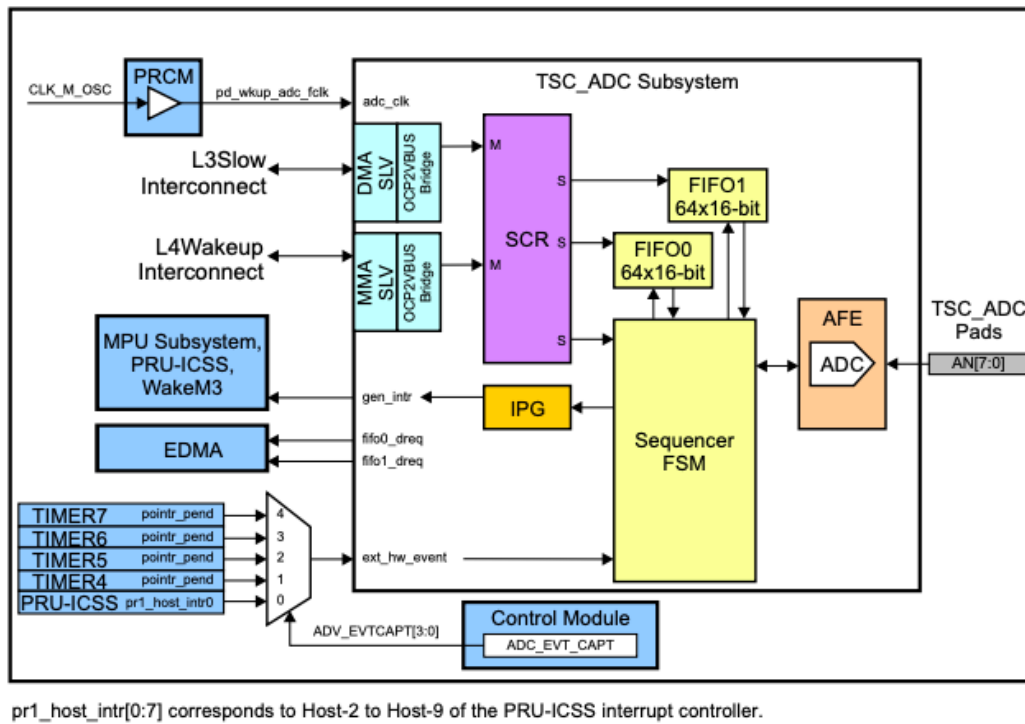 TSC_ADC Subsystem
PRCM
CLK_M_OSC
pd_wkup_adc_fclk
adc_clk
L3Slow
Interconnect
DMA
SLV
OCP2VBUS
Bridge
M
S
FIFO1
64x16-bit
SCR
S
FIFO0
64x16-bit
L4Wakeup
Interconnect
MMA
SLV
OCP2VBUS
Bridge
M
S
AFE
ADC
TSC_ADC
Pads
AN[7:0]
MPU Subsystem,
PRU-ICSS,
WakeM3
gen_intr
IPG
Sequencer
FSM
EDMA
fifo0_dreq
fifo1_dreq
TIMER7 pointr_pend 4
TIMER6 pointr_pend 3
TIMER5 pointr_pend 2
TIMER4 pointr_pend 1
PRU-ICSS pr1_host_intr0 0
ext_hw_event
ADV_EVTCAPT[3:0]
Control Module
ADC_EVT_CAPT
pr1_host_intr[0:7] corresponds to Host-2 to Host-9 of the PRU-ICSS interrupt controller.